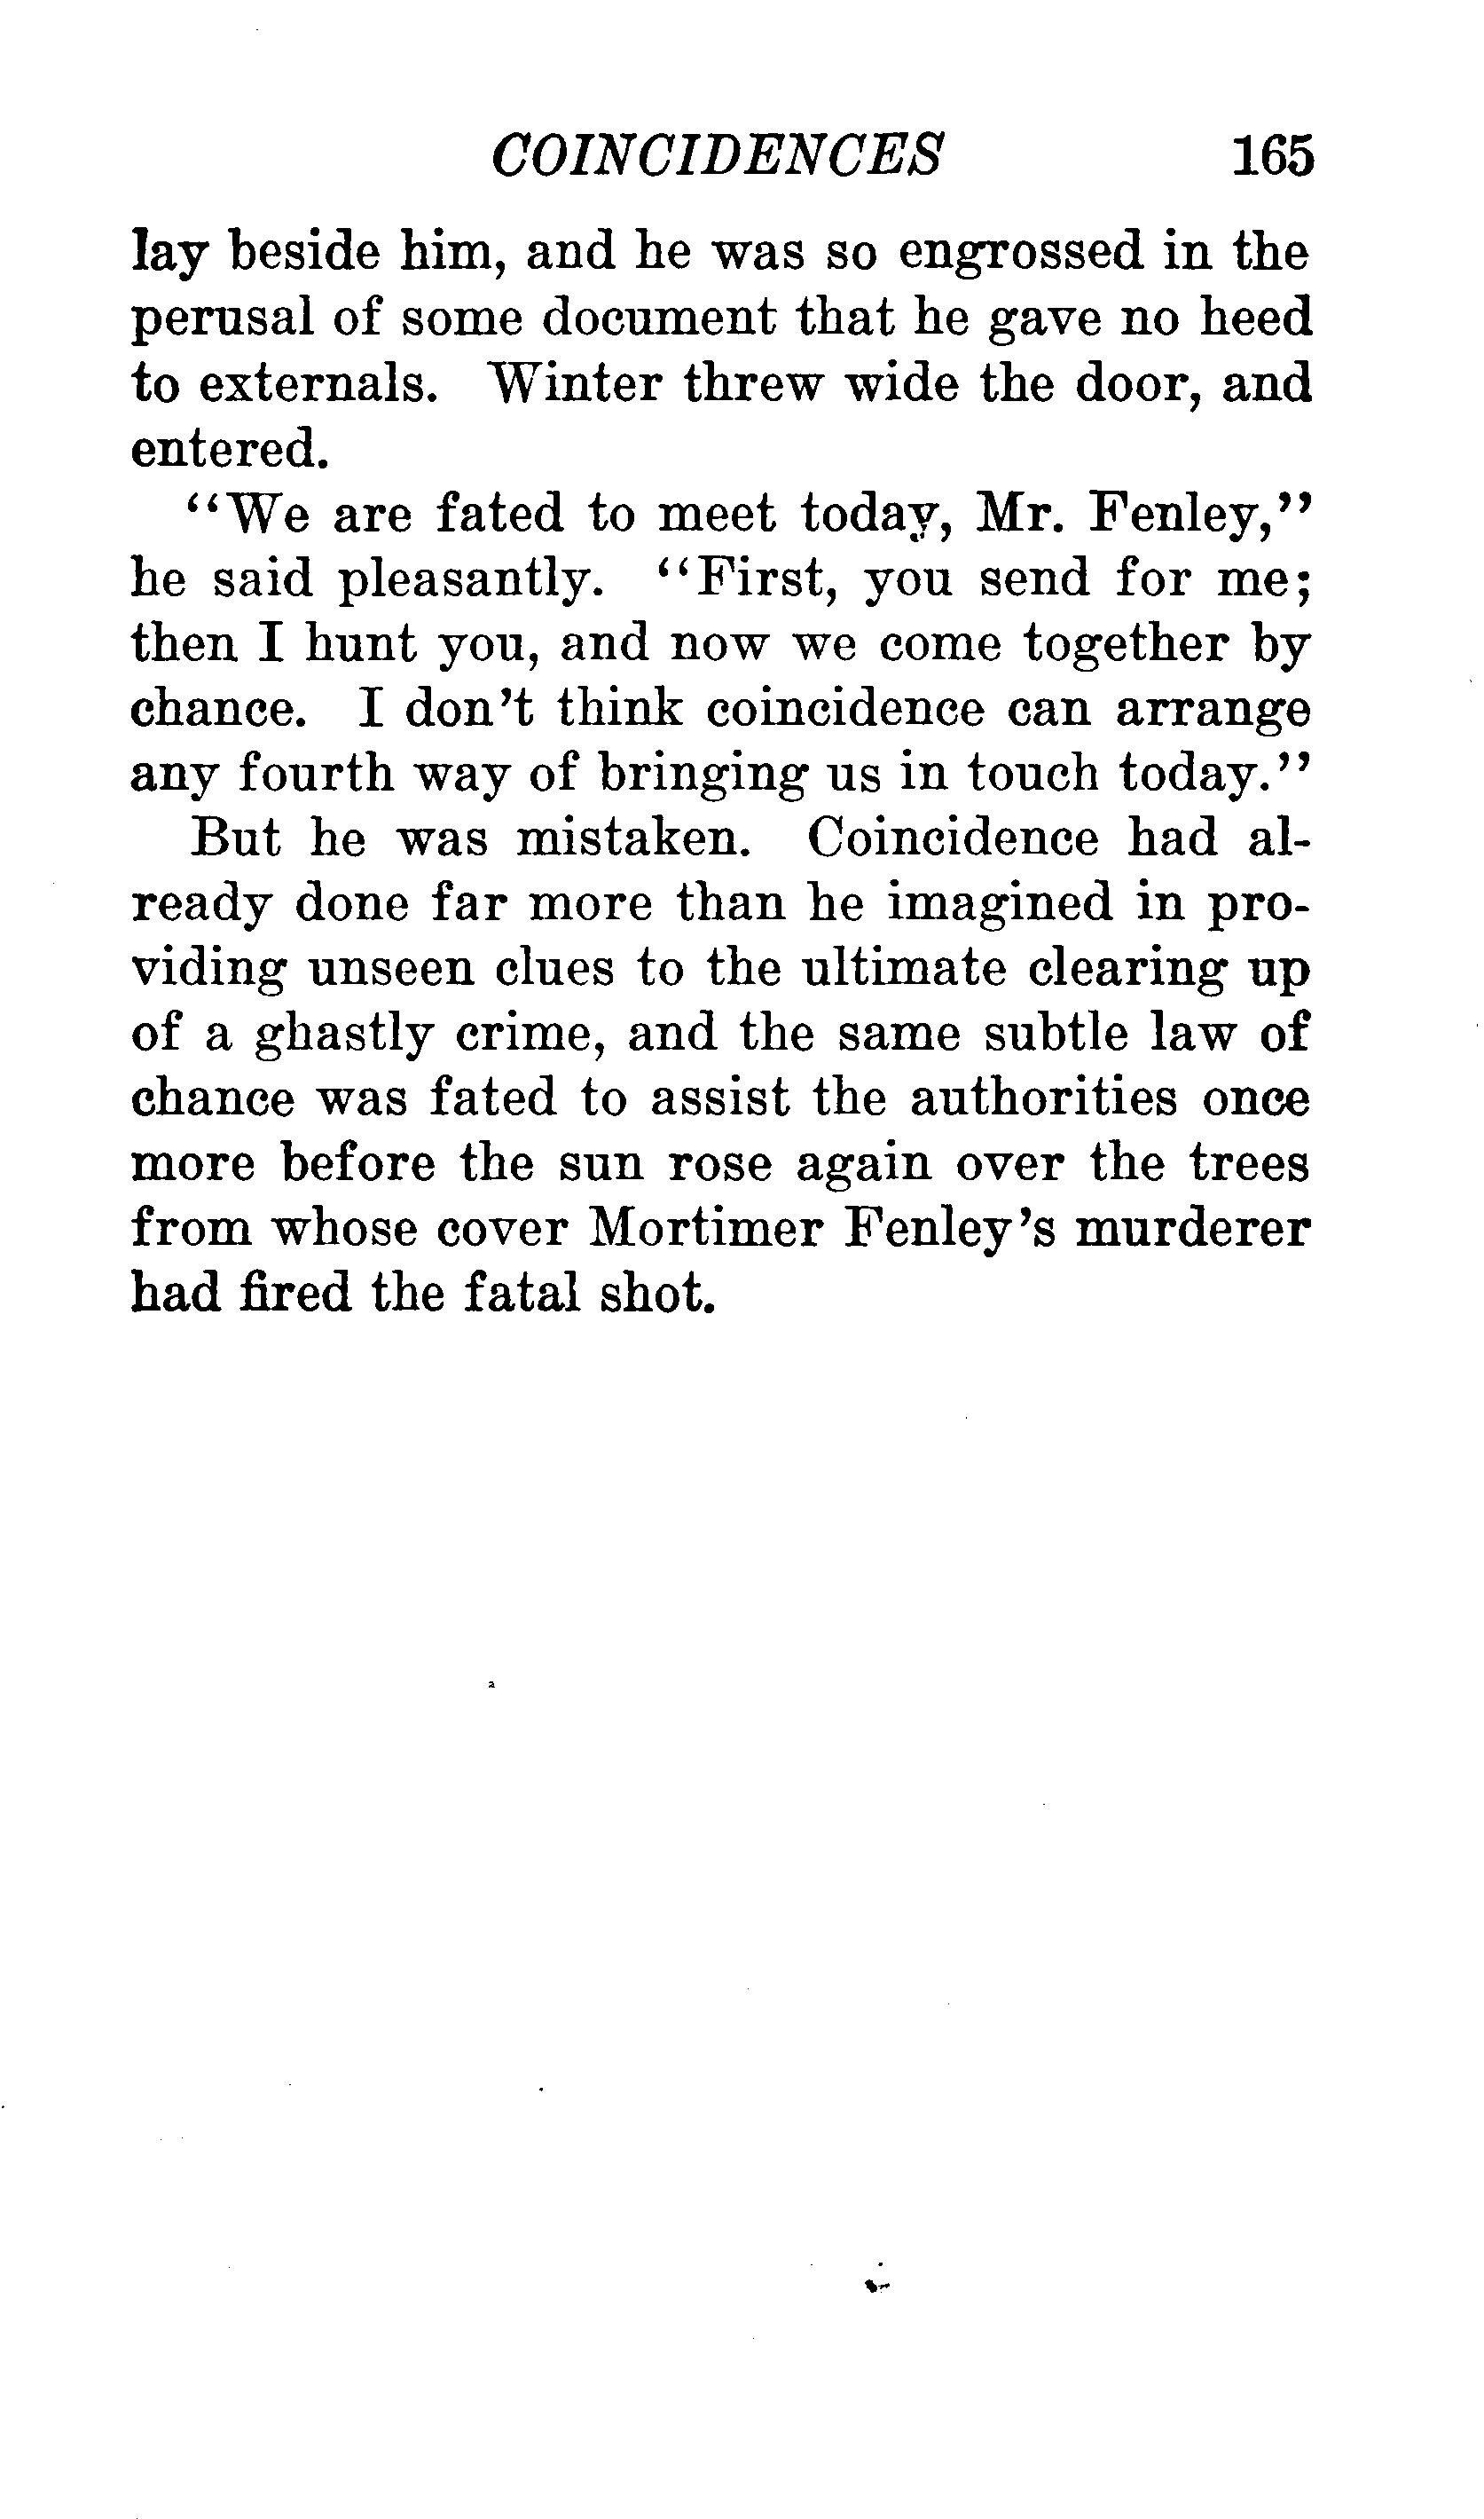 COINCIDENCES 165
lay beside him, and he was so engrossed in the
perusal of some document that he gave no heed
to externals. Winter threw wide the door, and
entered.
"We are fated to meet today, Mr. Fenley,"
he said pleasantly. "First, you send for me;
then I hunt you, and now we come together by
chance. I don't think coincidence can arrange
any fourth way of bringing us in touch today."
But he was mistaken. Coincidence had al-
ready done far more than he imagined in pro-
viding unseen clues to the ultimate clearing up
of a ghastly crime, and the same subtle law of
chance was fated to assist the authorities once
more before the sun rose again over the trees
from whose cover Mortimer Fenley's murderer
had fired the fatal shot.